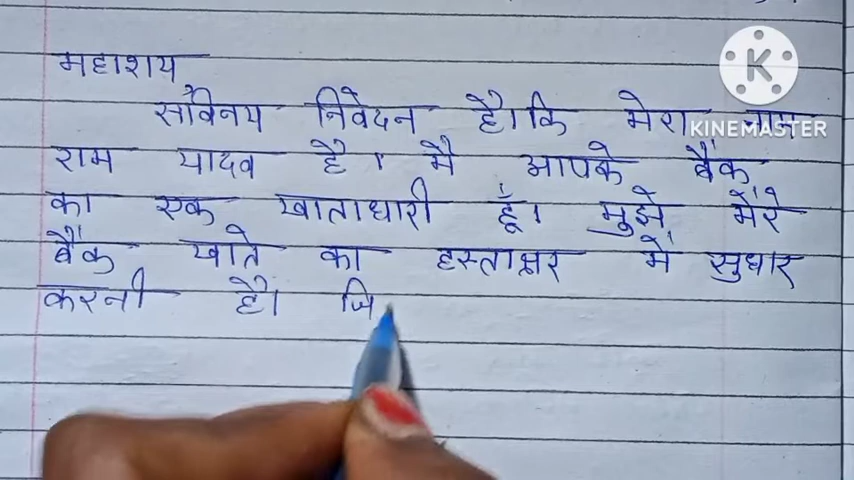 महाशय
सविनय निवेदन है। कि मेरा नाम
राम यादव है। मैं आपके बैंक
का एक खाताधारी हूँ। मुझे मेरे
बैंक खाते का हस्ताक्षर में सुधार
करनी है। जि
K
KINEMASTER